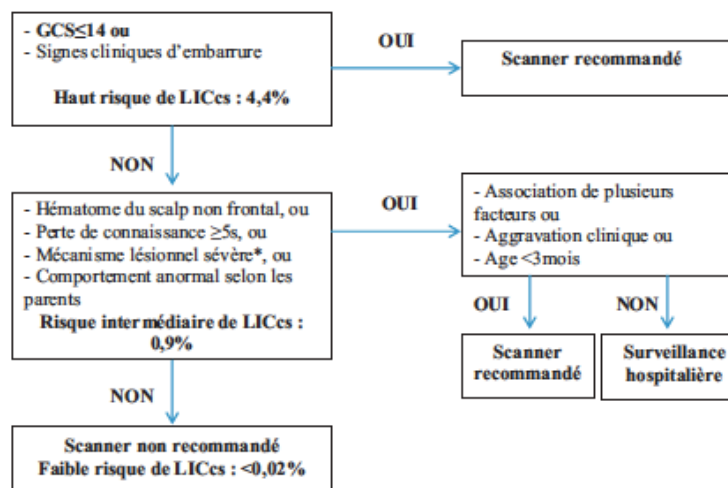 - GCS≤14 ou
- Signes cliniques d'embarrure
Haut risque de LICcs : 4,4%
OUI
Scanner recommandé
NON
- Hématome du scalp non frontal, ou
- Perte de connaissance ≥5s, ou
- Mécanisme lésionnel sévère*, ou
- Comportement anormal selon les
parents
Risque intermédiaire de LICcs :
0,9%
OUI
- Association de plusieurs
facteurs ou
- Aggravation clinique ou
- Age <3mois
OUI
NON
Scanner
recommandé
Surveillance
hospitalière
NON
Scanner non recommandé
Faible risque de LICcs : <0,02%